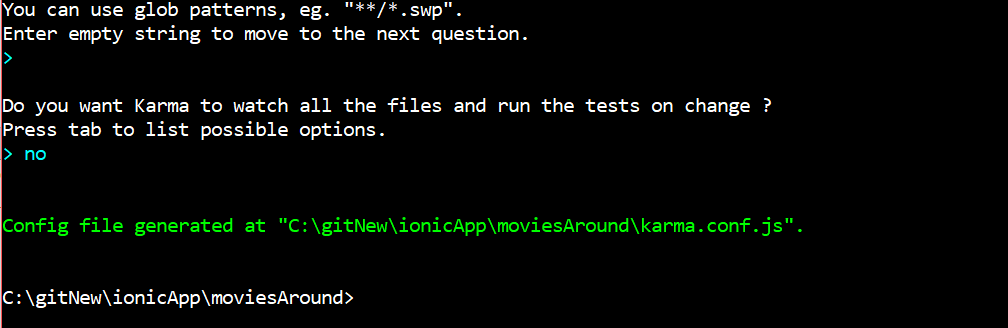 You can use glob patterns, eg. "**/*.swp".
Enter empty string to move to the next question.
>
Do you want Karma to watch all the files and run the tests on change ?
Press tab to list possible options.
> no
Config file generated at "C:\gitNew\ionicApp\moviesAround\karma.conf.js".
C:\gitNew\ionicApp\moviesAround>